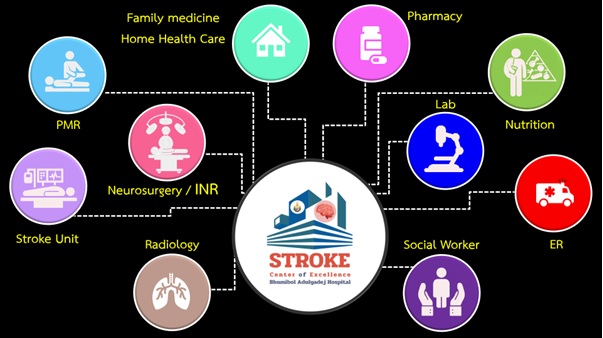 Family medicine
Home Health Care
Pharmacy
PMR
Lab
Nutrition
Neurosurgery / INR
Stroke Unit
Radiology
Social Worker
ER
STROKE
Center of Excellence
Bhumibol Adulyadej Hospital